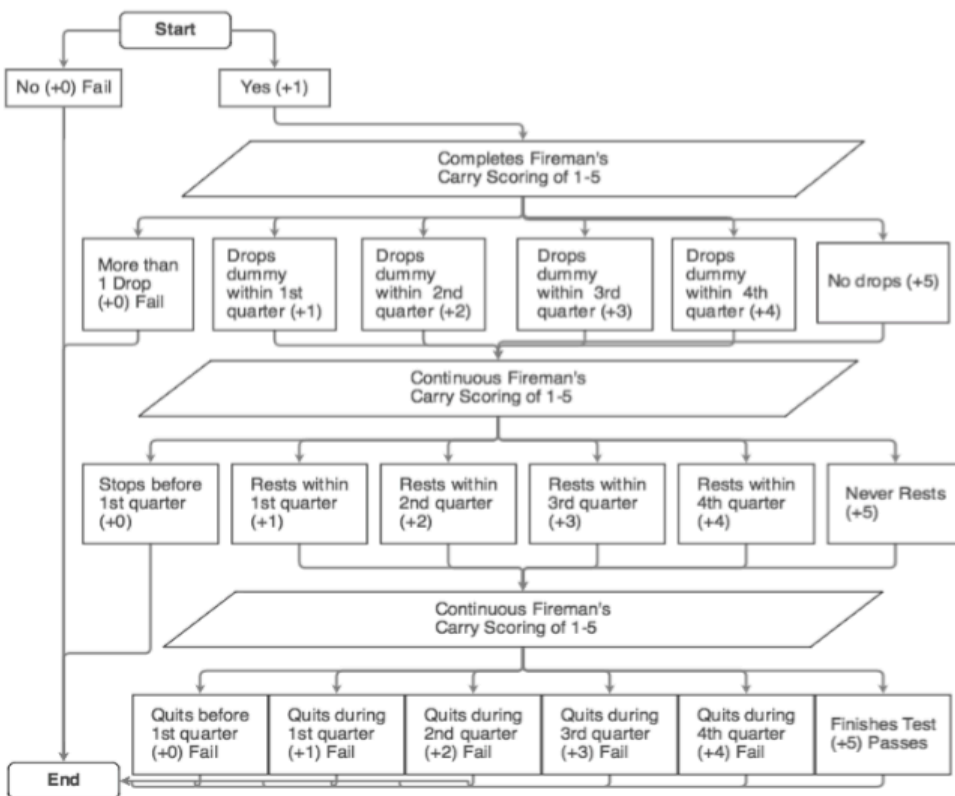 Start
No (+0) Fail
Yes (+1)
Completes Fireman's
Carry Scoring of 1-5
More than
1 Drop
(+0) Fail
Drops
dummy
within 1st
quarter (+1)
Drops
dummy
within 2nd
quarter (+2)
Drops
dummy
within 3rd
quarter (+3)
Drops
dummy
within 4th
quarter (+4)
No drops (+5)
Continuous Fireman's
Carry Scoring of 1-5
Stops before
1st quarter
(+0)
Rests within
1st quarter
(+1)
Rests within
2nd quarter
(+2)
Rests within
3rd quarter
(+3)
Rests within
4th quarter
(+4)
Never Rests
(+5)
Continuous Fireman's
Carry Scoring of 1-5
Quits before
1st quarter
(+0) Fail
Quits during
1st quarter
(+1) Fail
Quits during
2nd quarter
(+2) Fail
Quits during
3rd quarter
(+3) Fail
Quits during
4th quarter
(+4) Fail
Finishes Test
(+5) Passes
End